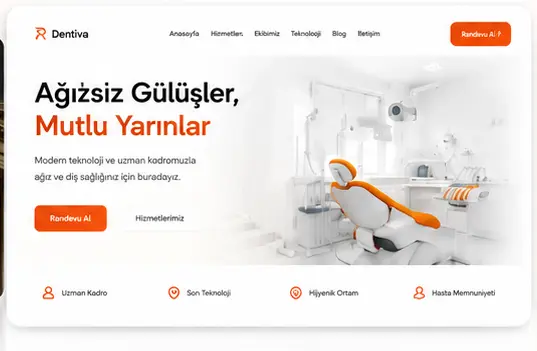 Dentiva
Anasayfa Hizmetler. Ekibimiz Teknolooji Blog İletişim
Randevu Al
Ağızsiz Gülüşler,
Mutlu Yarınlar
Modern teknoloji ve uzman kadromuzla
ağız ve diş sağlığınız için buradayız.
Randevu Al Hizmetlerimiz
Uzman Kadro Son Teknoloji Hijyenik Ortam Hasta Memnuniyeti